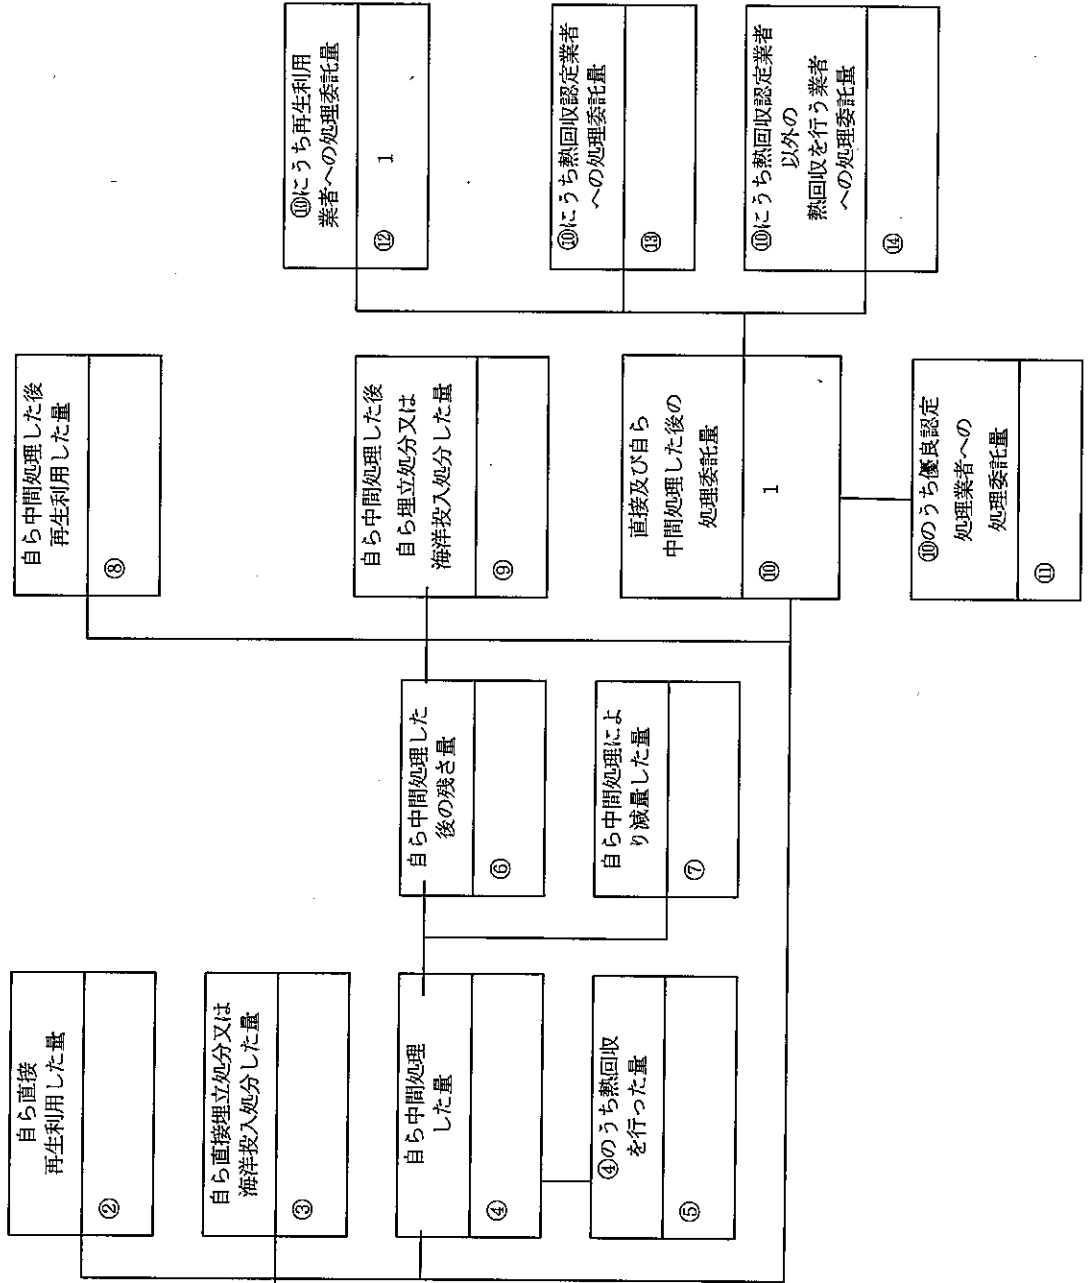 自ら直接
再生利用した量
②
自ら直接埋立処分又は
海洋投入処分した量
③
自ら中間処理
した量
④
④のうち熱回収
を行った量
⑤
自ら中間処理した
後の残さ量
⑥
自ら中間処理によ
り減量した量
⑦
自ら中間処理した後
再生利用した量
⑧
自ら中間処理した後
自ら埋立処分又は
海洋投入処分した量
⑨
直接及び自ら
中間処理した後の
処理委託量
⑩ 1
⑩のうち優良認定
処理業者への
処理委託量
⑪
⑩にうち再生利用
業者への処理委託量
⑫ 1
⑩にうち熱回収認定業者
への処理委託量
⑬
⑩にうち熱回収認定業者
以外の
熱回収を行う業者
への処理委託量
⑭